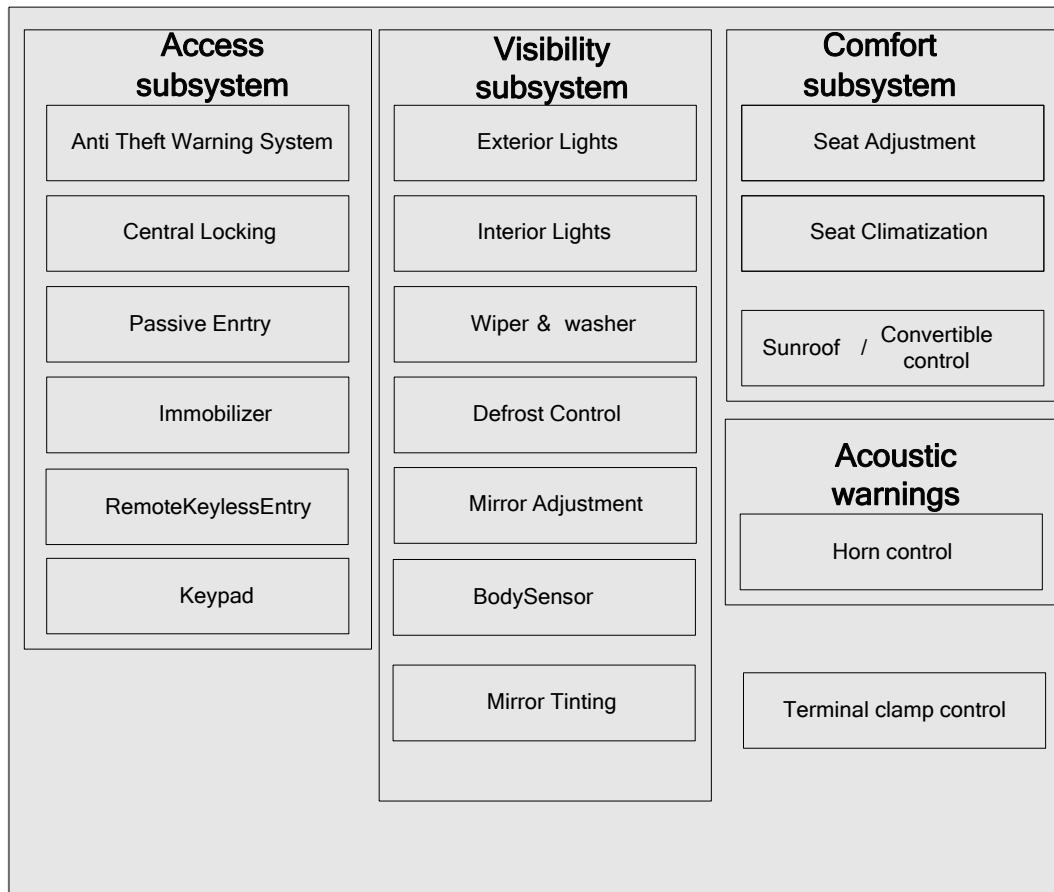 Access
subsystem
Anti Theft Warning System
Central Locking
Passive Enrtry
Immobilizer
RemoteKeylessEntry
Keypad
Visibility
subsystem
Exterior Lights
Interior Lights
Wiper & washer
Defrost Control
Mirror Adjustment
BodySensor
Mirror Tinting
Comfort
subsystem
Seat Adjustment
Seat Climatization
Sunroof / Convertible
control
Acoustic
warnings
Horn control
Terminal clamp control